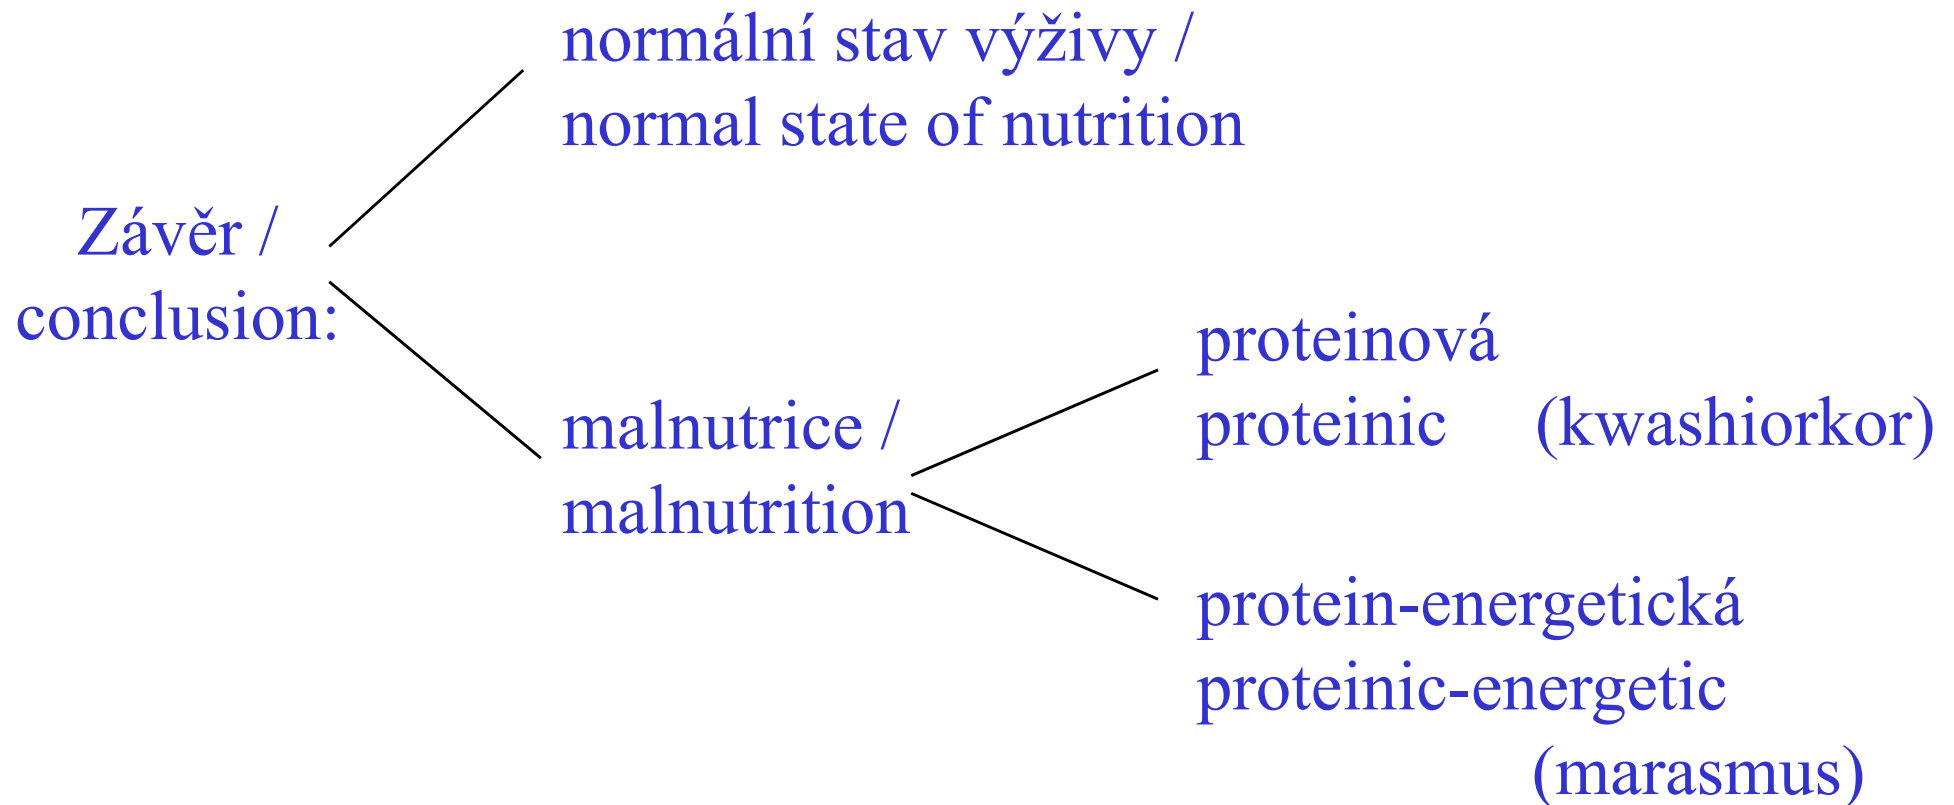 normální stav výživy /
normal state of nutrition
Závěr /
conclusion:
malnutrice /
malnutrition
proteinová
proteinic (kwashiorkor)
protein-energetická
proteinic-energetic
(marasmus)